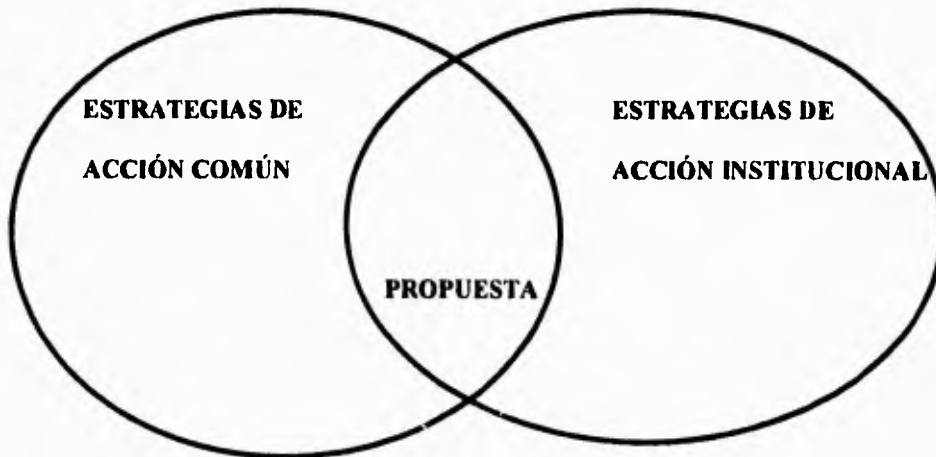 ESTRATEGIAS DE
ACCIÓN COMÚN
ESTRATEGIAS DE
ACCIÓN INSTITUCIONAL
PROPUESTA